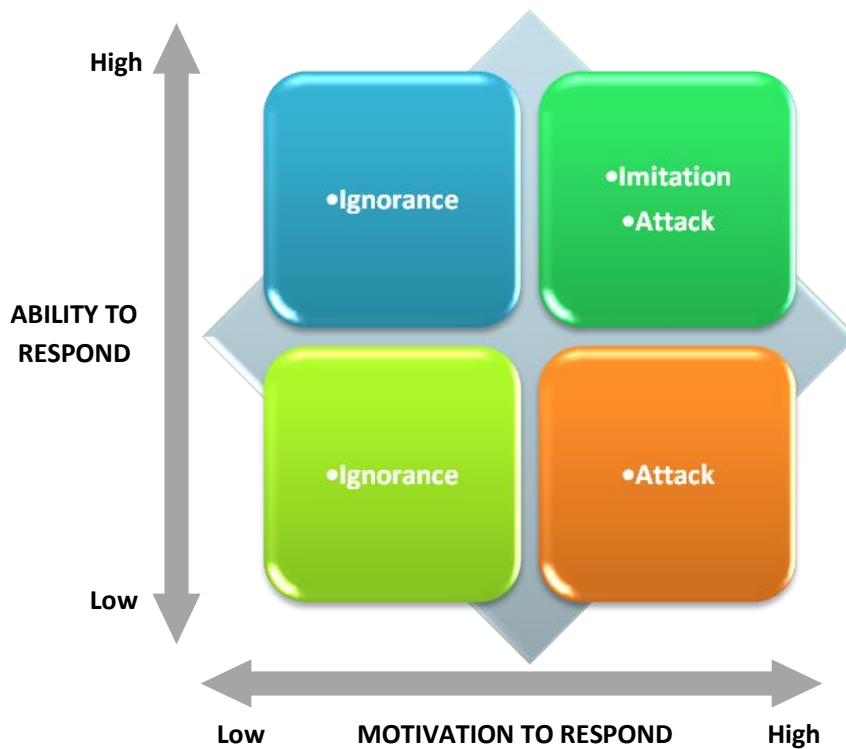 High
•Ignorance
•Imitation
•Attack
ABILITY TO
RESPOND
•Ignorance
•Attack
Low
Low MOTIVATION TO RESPOND High